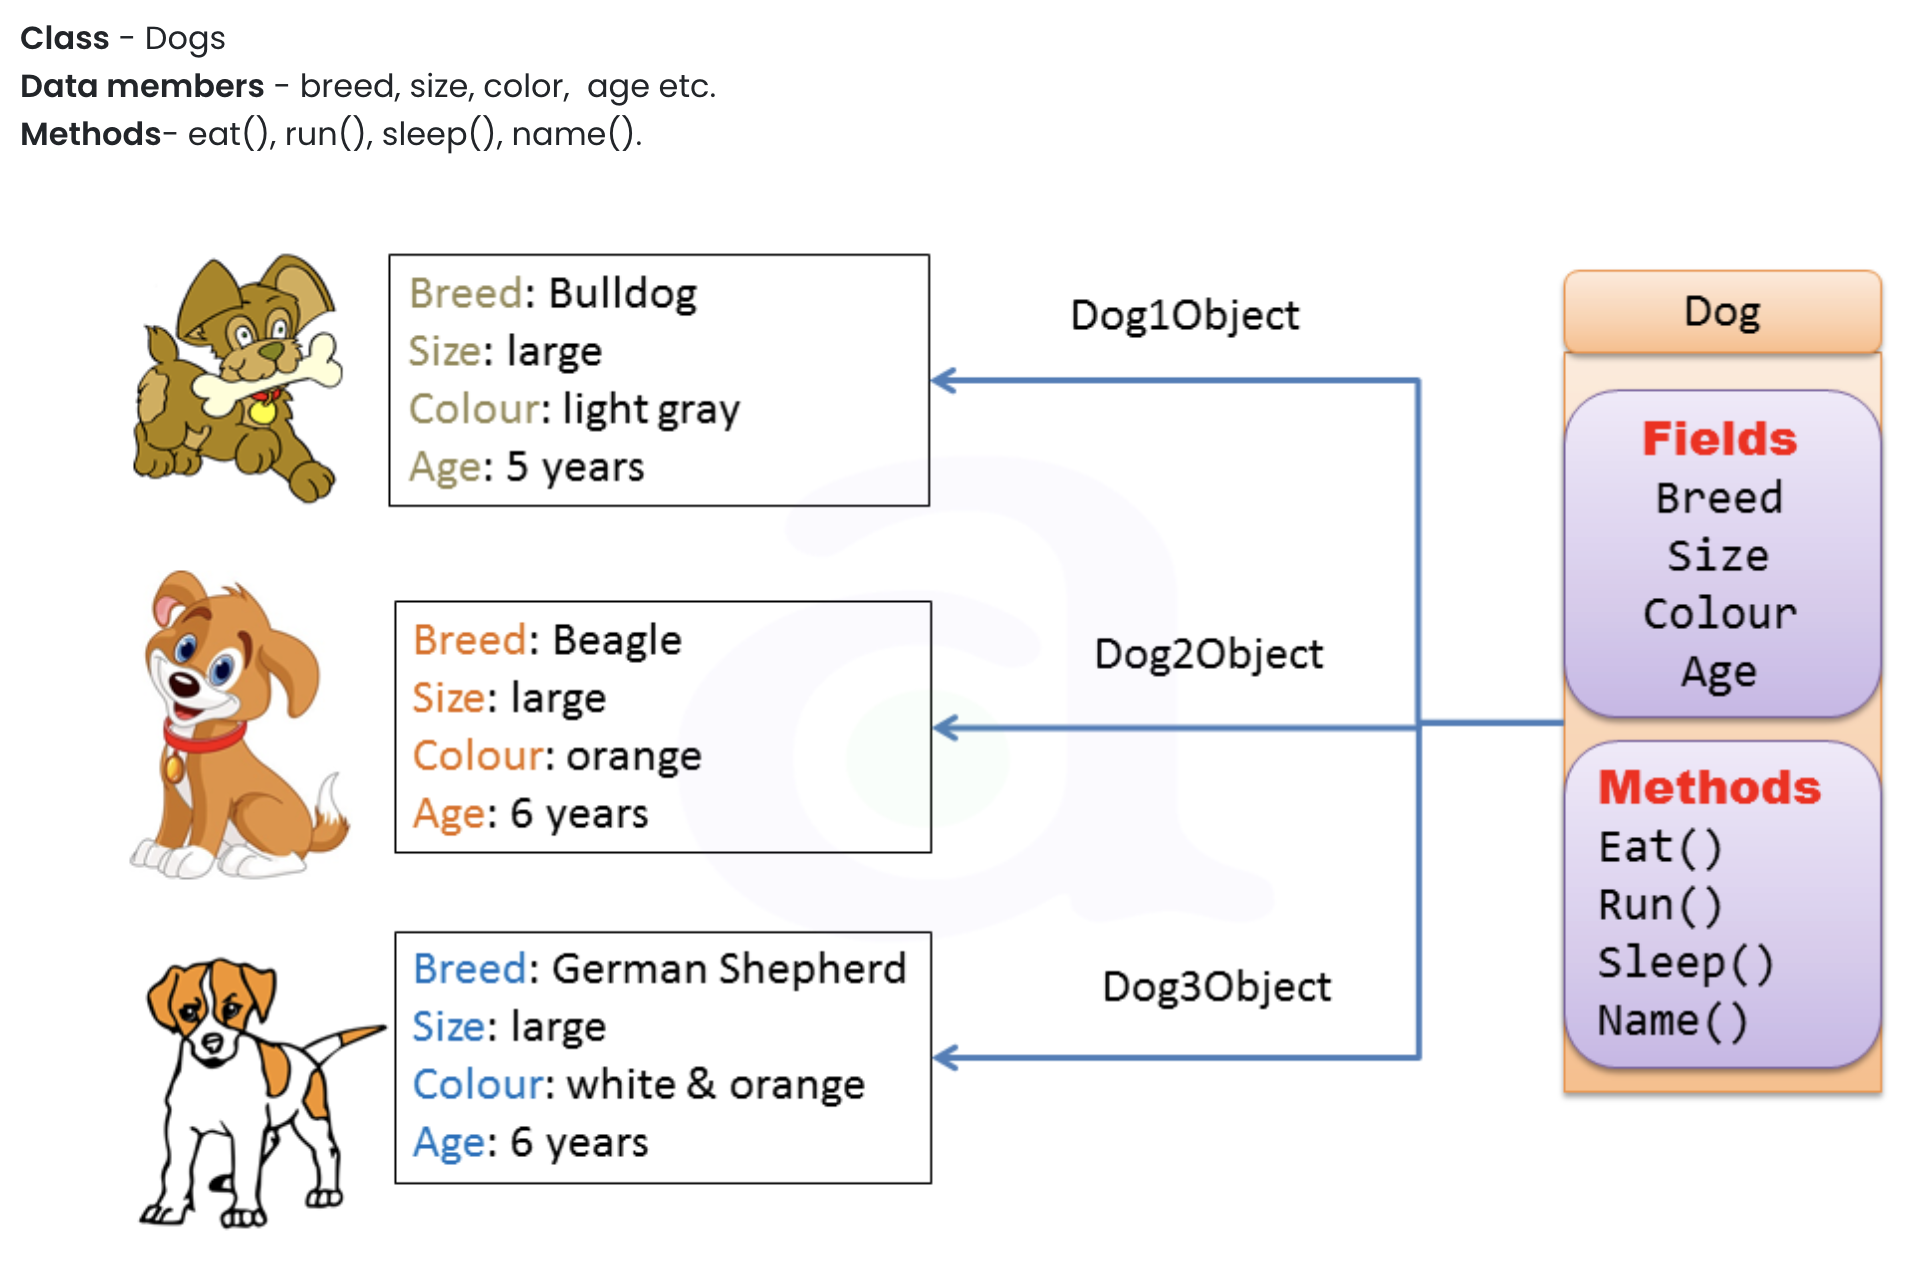 Class - Dogs
Data members - breed, size, color, age etc.
Methods- eat(), run(), sleep(), name().
Breed: Bulldog
Size: large
Colour: light gray
Age: 5 years
Dog1Object
Breed: Beagle
Size: large
Colour: orange
Age: 6 years
Dog2Object
Breed: German Shepherd
Size: large
Colour: white & orange
Age: 6 years
Dog3Object
Dog
Fields
Breed
Size
Colour
Age
Methods
Eat()
Run()
Sleep()
Name()